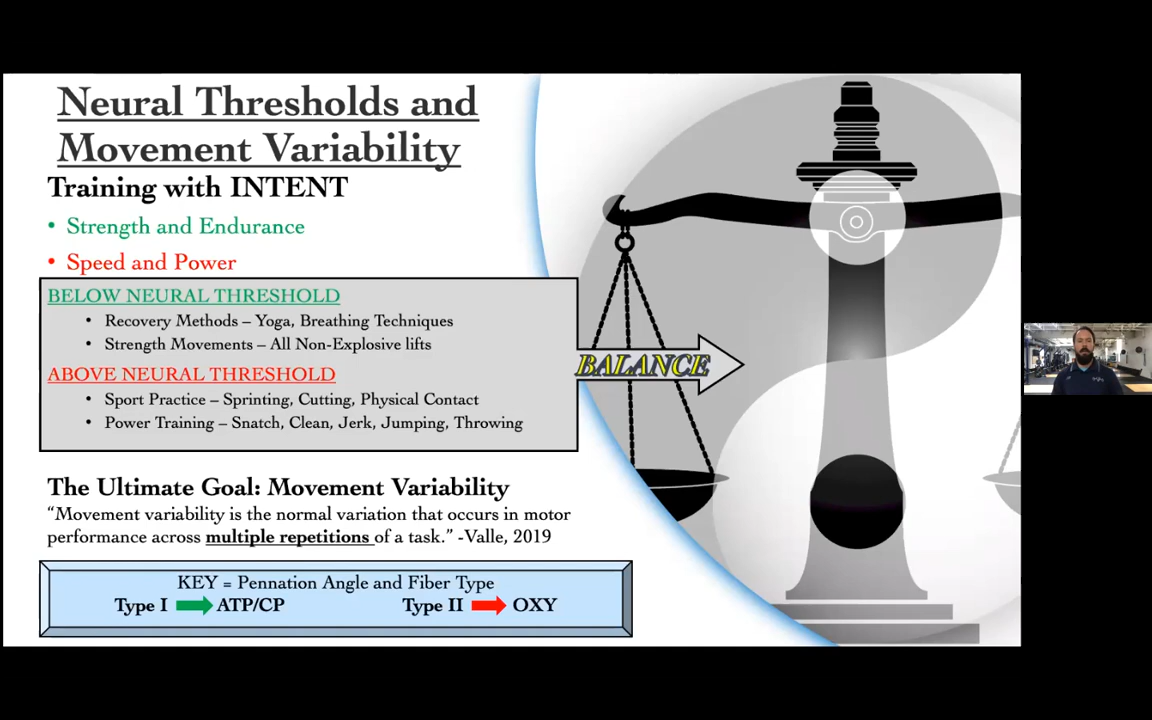 Neural Thresholds and
Movement Variability
Training with INTENT
• Strength and Endurance
• Speed and Power
BELOW NEURAL THRESHOLD
• Recovery Methods – Yoga, Breathing Techniques
• Strength Movements – All Non-Explosive lifts
ABOVE NEURAL THRESHOLD
• Sport Practice – Sprinting, Cutting, Physical Contact
• Power Training – Snatch, Clean, Jerk, Jumping, Throwing
BALANCE
The Ultimate Goal: Movement Variability
“Movement variability is the normal variation that occurs in motor
performance across multiple repetitions of a task.” -Valle, 2019
KEY = Pennation Angle and Fiber Type
Type I ATP/CP Type II OXY